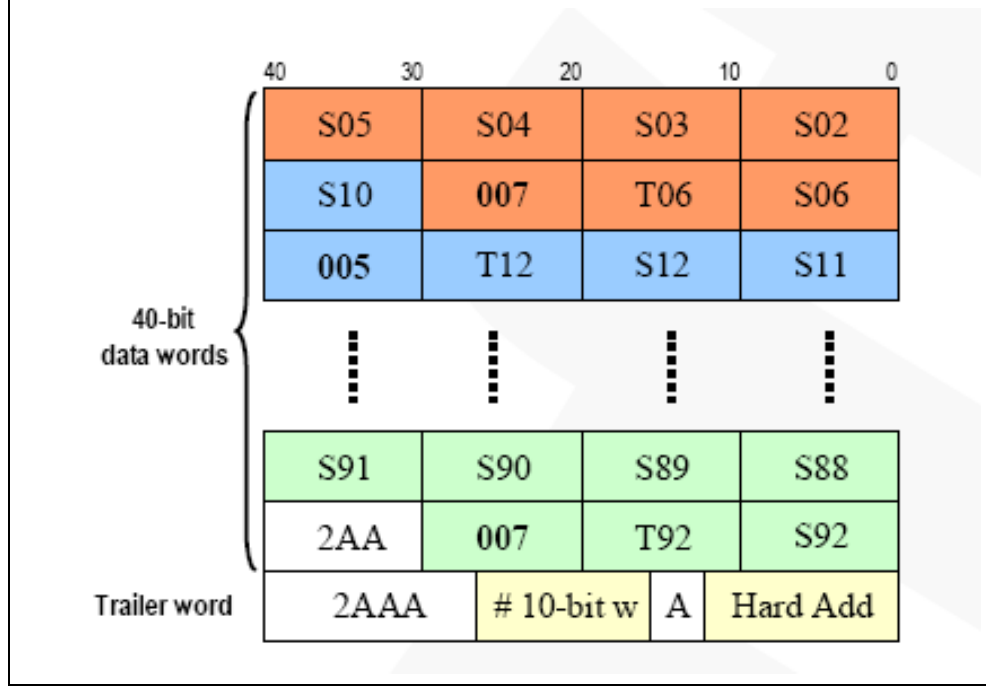 40 30 20 10 0
S05 S04 S03 S02
S10 007 T06 S06
005 T12 S12 S11
40-bit
data words
S91 S90 S89 S88
2AA 007 T92 S92
Trailer word 2AAA # 10-bit w A Hard Add